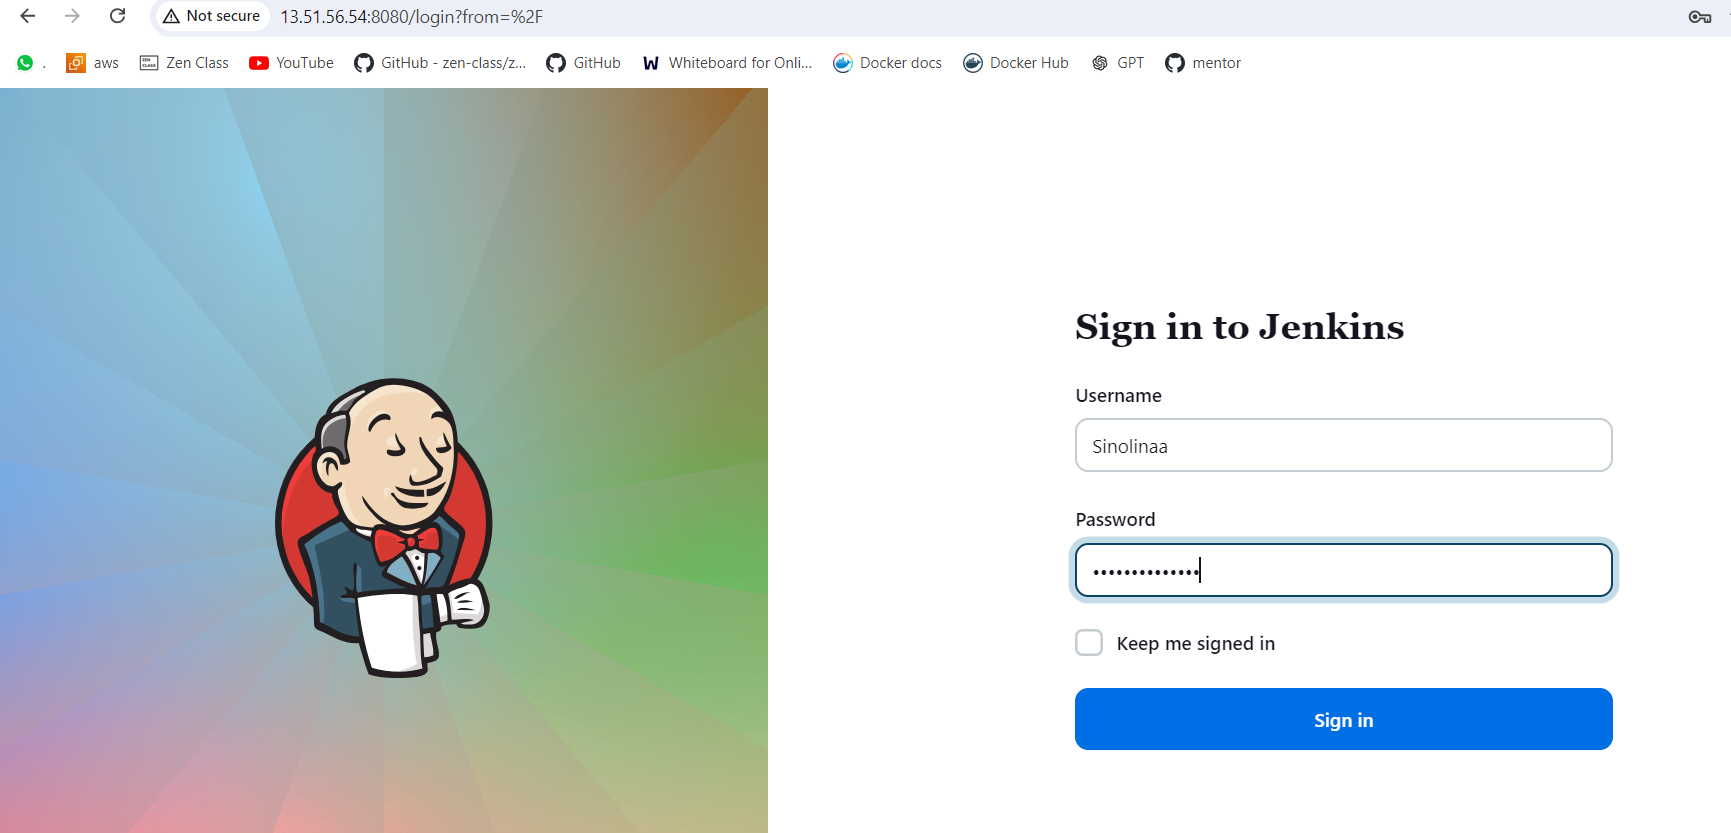 Not secure 13.51.56.54:8080/login?from=%2F
. aws Zen Class YouTube GitHub - zen-class/z... GitHub Whiteboard for Onli... Docker docs Docker Hub GPT mentor
Sign in to Jenkins
Username
Sinolinaa
Password
••••••••••••••
Keep me signed in
Sign in